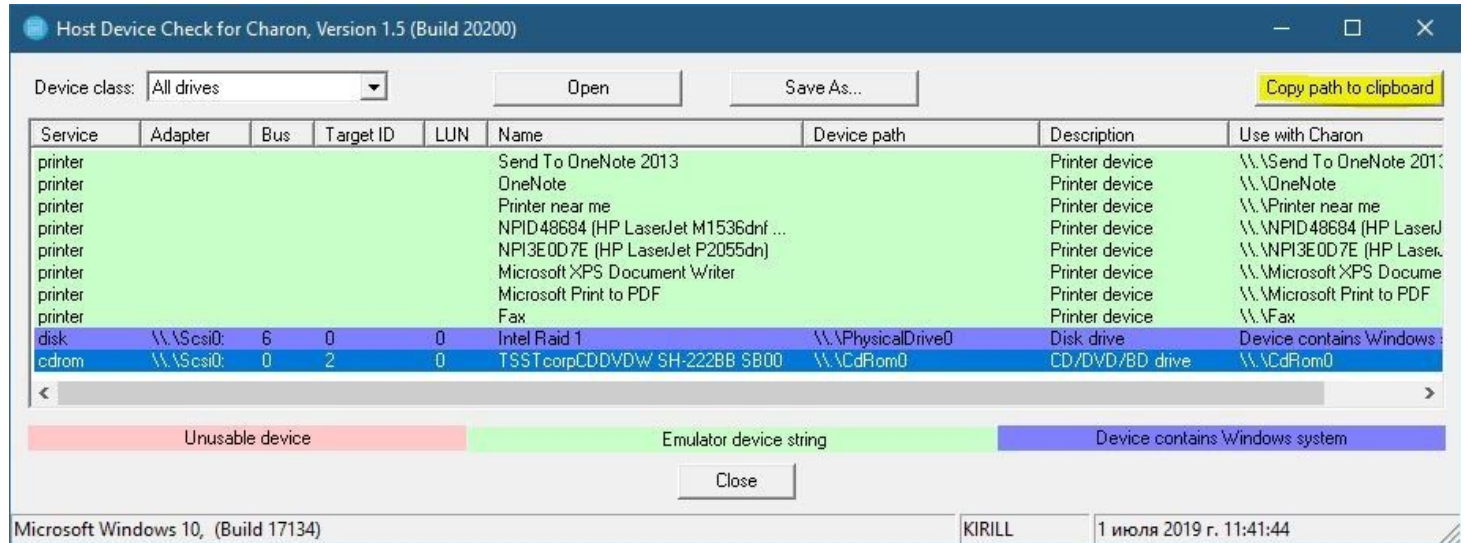 Host Device Check for Charon, Version 1.5 (Build 20200)
Device class: All drives Open Save As... Copy path to clipboard
Service Adapter Bus Target ID LUN Name Device path Description Use with Charon
printer Send To OneNote 2013 Printer device \\.\Send To OneNote 2013
printer OneNote Printer device \\.\OneNote
printer Printer near me Printer device \\.\Printer near me
printer NPID48684 (HP LaserJet M1536dnf ... Printer device \\.\NPID48684 (HP LaserJ
printer NPI3E0D7E (HP LaserJet P2055dn) Printer device \\.\NPI3E0D7E (HP Laser
printer Microsoft XPS Document Writer Printer device \\.\Microsoft XPS Docume
printer Microsoft Print to PDF Printer device \\.\Microsoft Print to PDF
printer Fax Printer device \\.\Fax
disk \\.\Scsi0: 6 0 0 Intel Raid 1 \\.\PhysicalDrive0 Disk drive Device contains Windows
cdrom \\.\Scsi0: 0 2 0 TSSTcorpCDDVDW SH-222BB SB00 \\.\CdRom0 CD/DVD/BD drive \\.\CdRom0
Unusable device Emulator device string Device contains Windows system
Close
Microsoft Windows 10, (Build 17134) KIRILL 1 июля 2019 г. 11:41:44